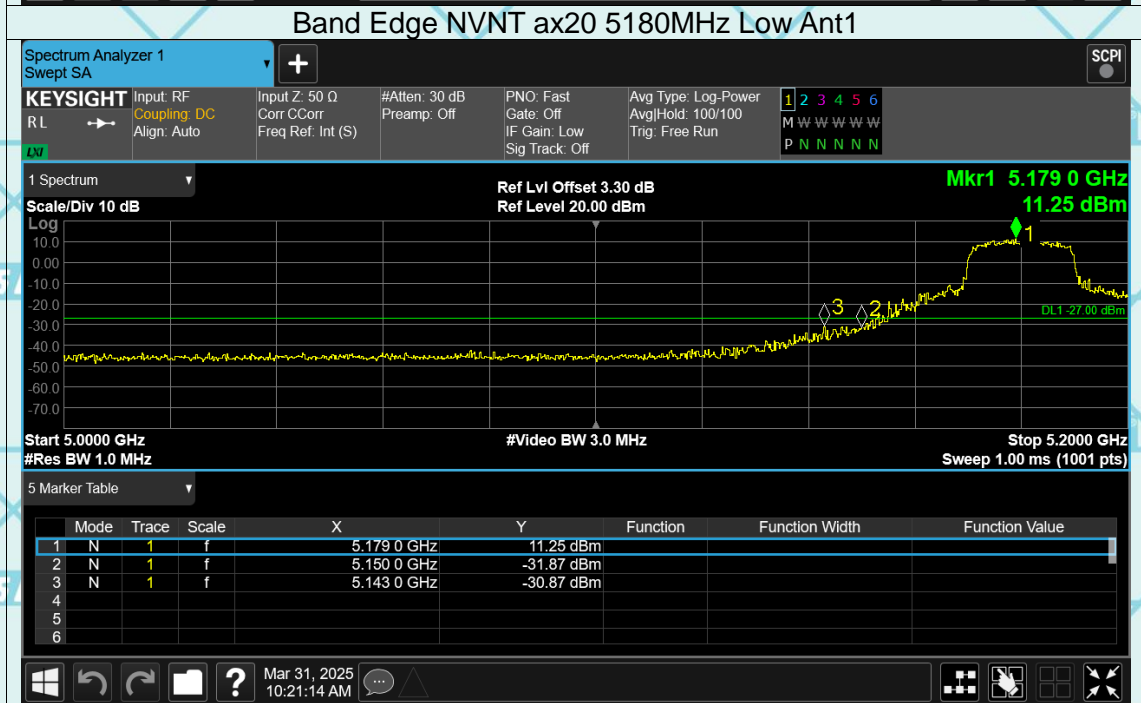 Band Edge NVNT ax20 5180MHz Low Ant1
Spectrum Analyzer 1
Swept SA
SCPI
KEYSIGHT Input: RF Input Z: 50 Ω #Atten: 30 dB PNO: Fast Avg Type: Log-Power 1 2 3 4 5 6
RL Coupling: DC Corr CCorr Preamp: Off Gate: Off Avg|Hold: 100/100 M W W W W W
Align: Auto Freq Ref: Int (S) IF Gain: Low Trig: Free Run
LXI Sig Track: Off P N N N N N
1 Spectrum Ref Lvl Offset 3.30 dB Mkr1 5.179 0 GHz
Scale/Div 10 dB Ref Level 20.00 dBm 11.25 dBm
Log
1
10.0
0.00
-10.0
-20.0
3 2
DL1 -27.00 dBm
-30.0
-40.0
-50.0
-60.0
-70.0
Start 5.0000 GHz #Video BW 3.0 MHz Stop 5.2000 GHz
#Res BW 1.0 MHz Sweep 1.00 ms (1001 pts)
5 Marker Table
Mode Trace Scale X Y Function Function Width Function Value
1 N 1 f 5.179 0 GHz 11.25 dBm
2 N 1 f 5.150 0 GHz -31.87 dBm
3 N 1 f 5.143 0 GHz -30.87 dBm
4
5
6
Mar 31, 2025
10:21:14 AM